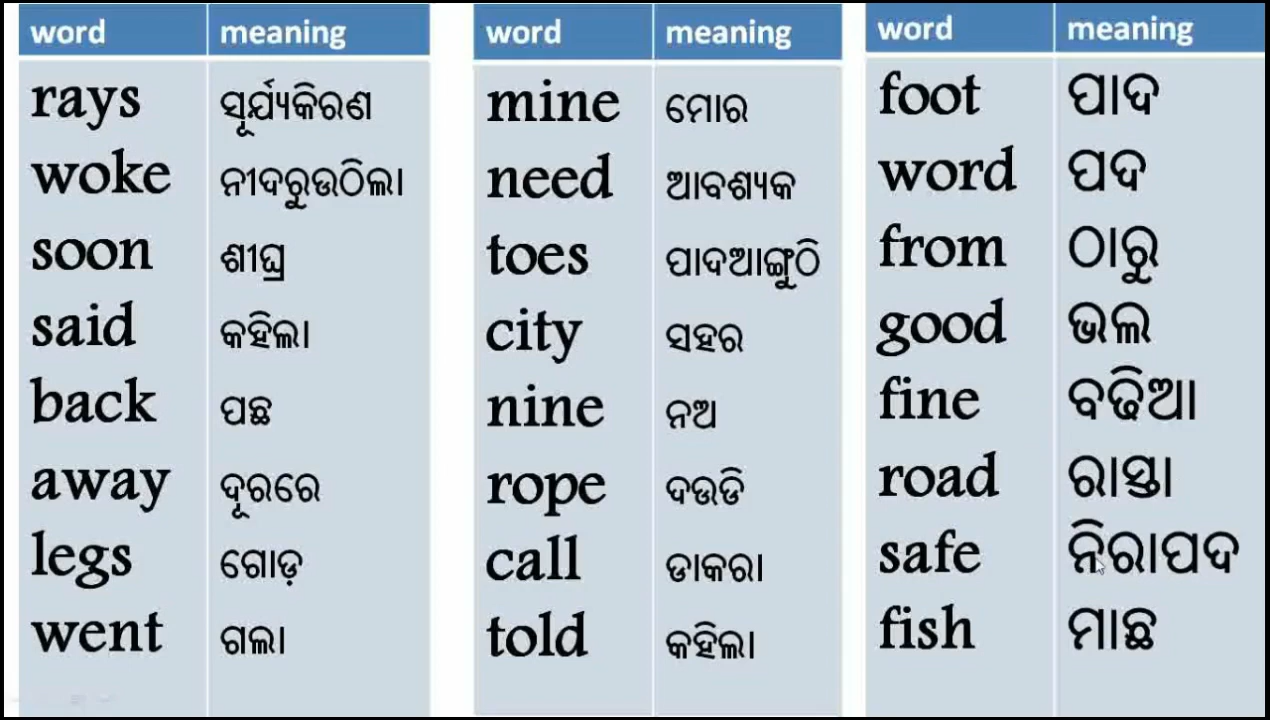 word meaning
rays ସୂର୍ଯ୍ୟକିରଣ
woke ନୀଦରୁଉଠିଲା
soon ଶୀଘ୍ର
said କହିଲା
back ପଛ
away ଦୂରରେ
legs ଗୋଡ଼
went ଗଲା
word meaning
mine ମୋର
need ଆବଶ୍ୟକ
toes ପାଦଆଙ୍ଗୁଠି
city ସହର
nine ନଅ
rope ଦଉଡି
call ଡାକରା
told କହିଲା
word meaning
foot ପାଦ
word ପଦ
from ଠାରୁ
good ଭଲ
fine ବଢିଆ
road ରାସ୍ତା
safe ନିରାପଦ
fish ମାଛ